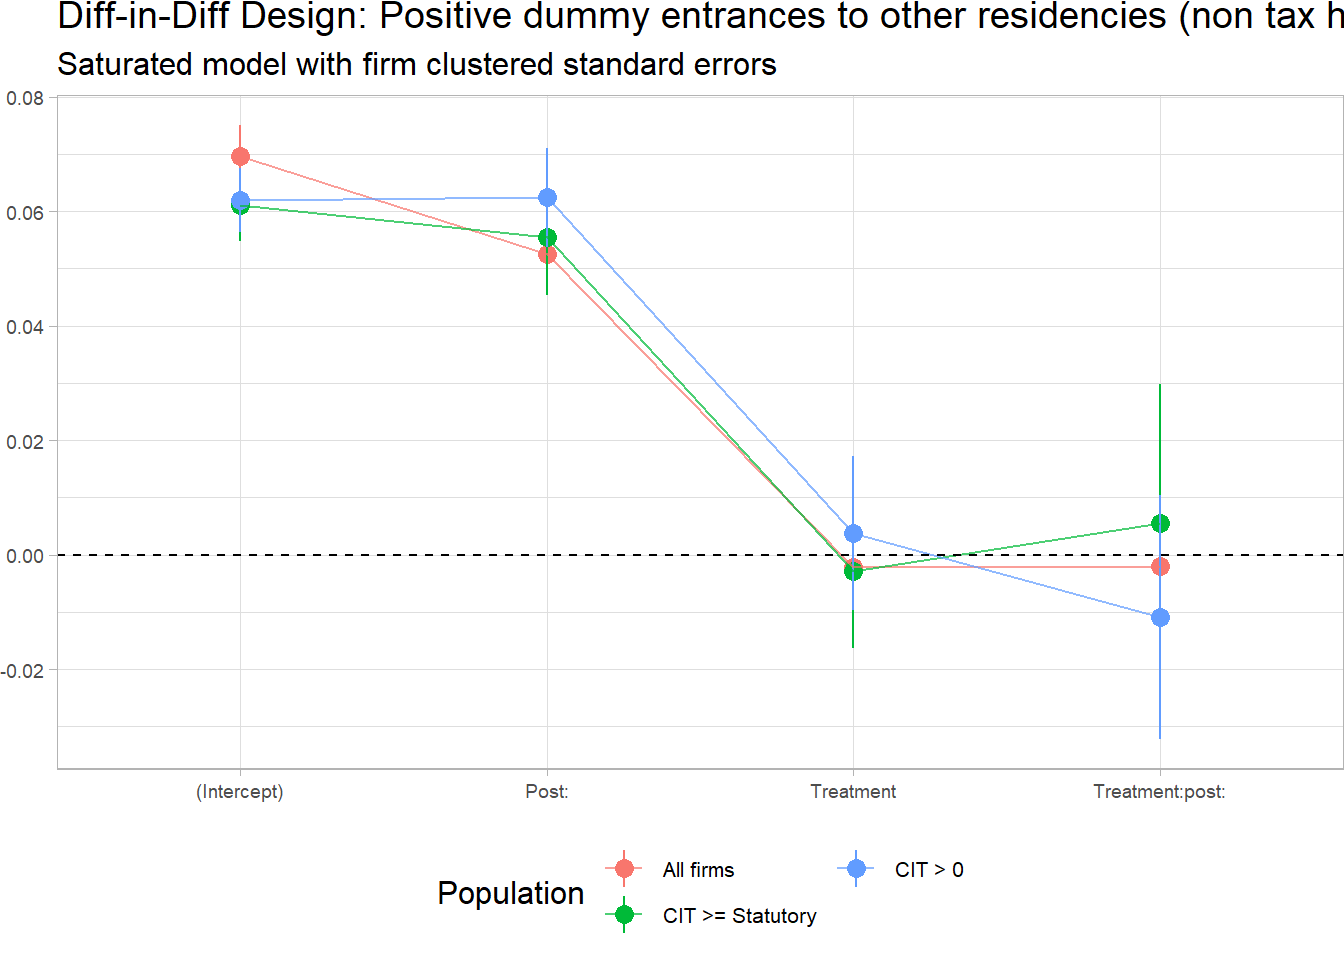 Diff-in-Diff Design: Positive dummy entrances to other residencies (non tax h
Saturated model with firm clustered standard errors
0.08
0.06
0.04
0.02
0.00
-0.02
(Intercept) Post: Treatment Treatment:post:
Population
All firms
CIT > 0
CIT >= Statutory